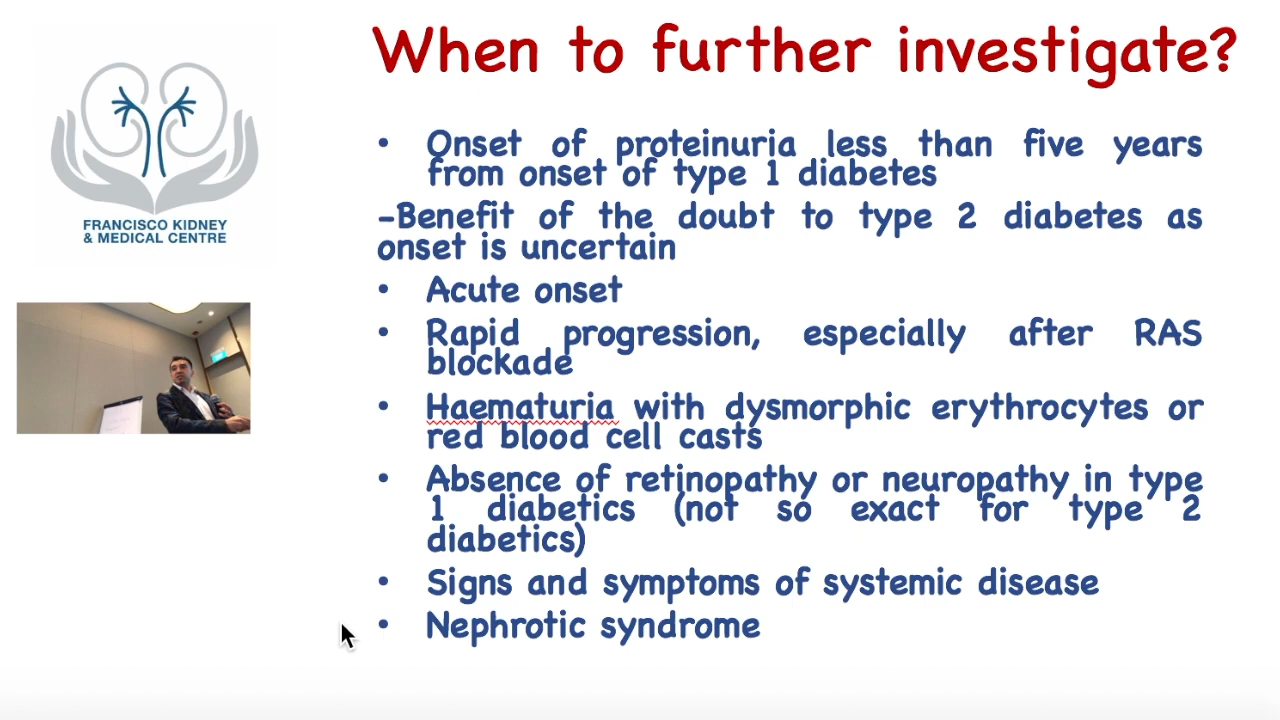 When to further investigate?
FRANCISCO KIDNEY
& MEDICAL CENTRE
• Onset of proteinuria less than five years
from onset of type 1 diabetes
-Benefit of the doubt to type 2 diabetes as
onset is uncertain
• Acute onset
• Rapid progression, especially after RAS
blockade
• Haematuria with dysmorphic erythrocytes or
red blood cell casts
• Absence of retinopathy or neuropathy in type
1 diabetics (not so exact for type 2
diabetics)
• Signs and symptoms of systemic disease
• Nephrotic syndrome